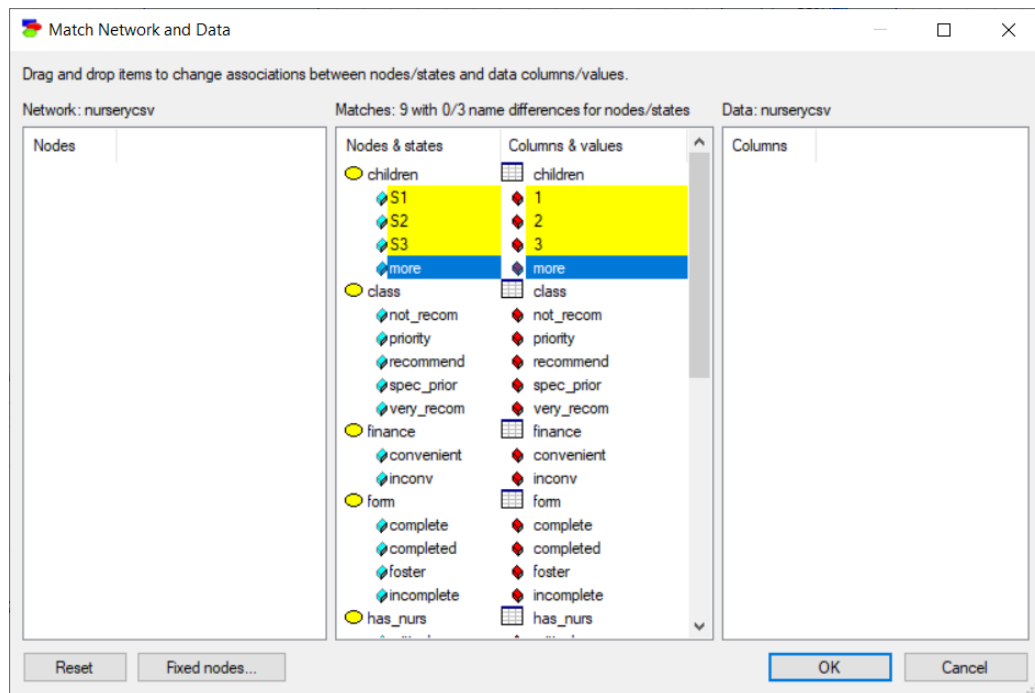 Match Network and Data
Drag and drop items to change associations between nodes/states and data columns/values.
Network: nurserycsv Matches: 9 with 0/3 name differences for nodes/states Data: nurserycsv
Nodes Nodes & states Columns & values Columns
children children
S1 1
S2 2
S3 3
more more
class class
not_recom not_recom
priority priority
recommend recommend
spec_prior spec_prior
very_recom very_recom
finance finance
convenient convenient
inconv inconv
form form
complete complete
completed completed
foster foster
incomplete incomplete
has_nurs has_nurs
Reset Fixed nodes... OK Cancel